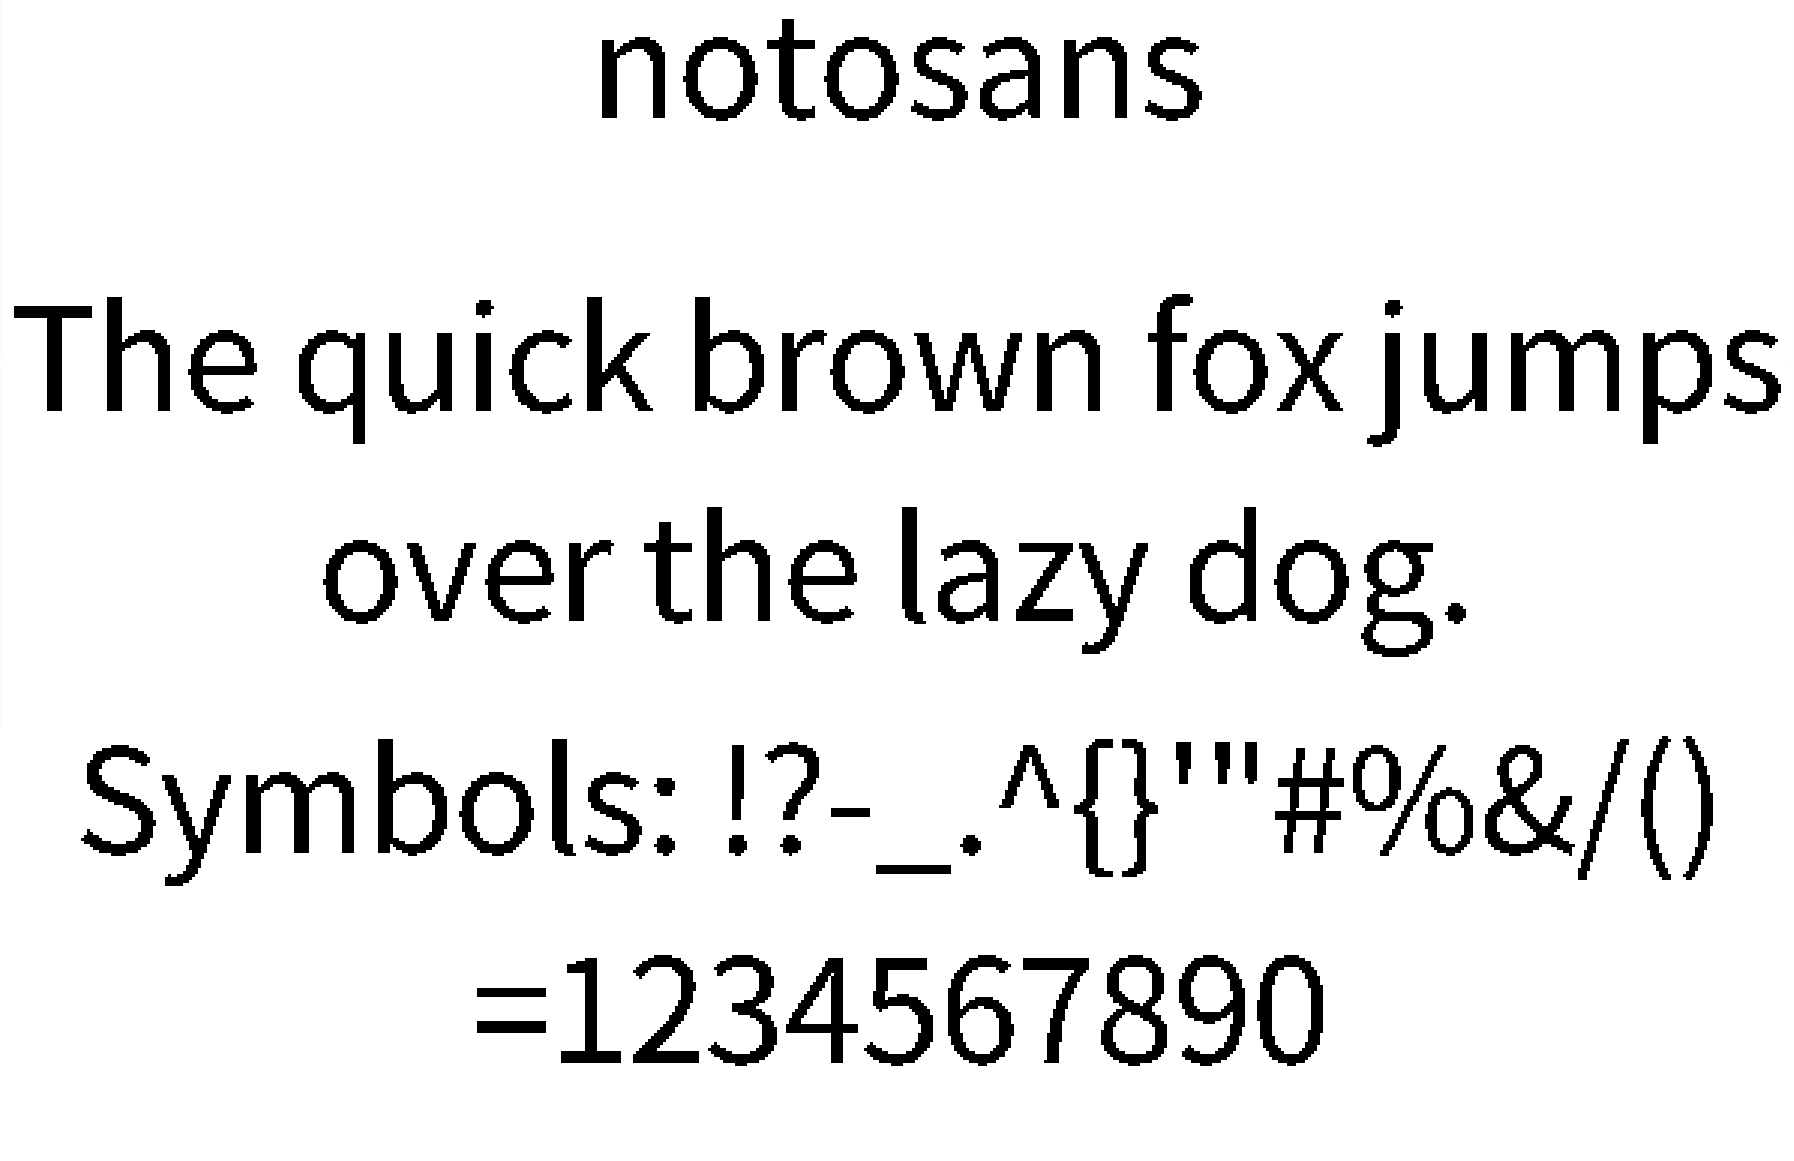 notosans
The quick brown fox jumps
over the lazy dog.
Symbols: !?-_.^{}'"#%&/()
=1234567890